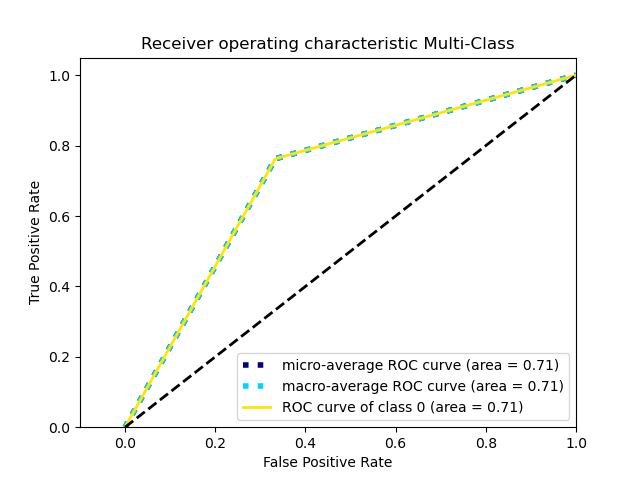 Receiver operating characteristic Multi-Class
1.0
0.8
0.6
0.4
0.2
0.0
True Positive Rate
micro-average ROC curve (area = 0.71)
macro-average ROC curve (area = 0.71)
ROC curve of class 0 (area = 0.71)
0.0 0.2 0.4 0.6 0.8 1.0
False Positive Rate